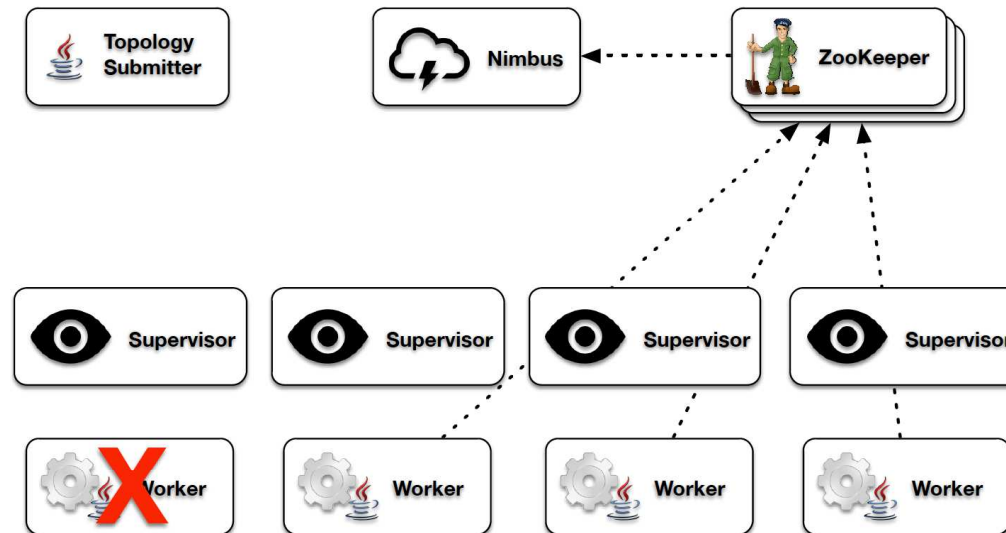 Topology
Submitter
Nimbus
ZooKeeper
Supervisor
Supervisor
Supervisor
Supervisor
X
Worker
Worker
Worker
Worker